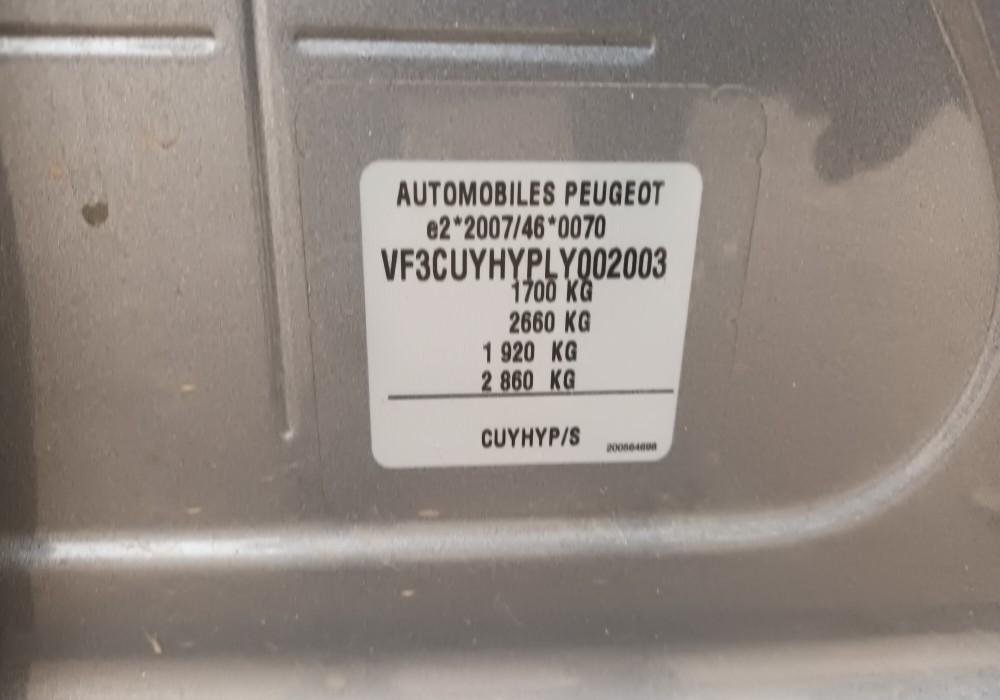 AUTOMOBILES PEUGEOT
e2*2007/46*0070
VF3CUYHYPLY002003
1700 KG
2660 KG
1 920 KG
2 860 KG
CUYHYP/S